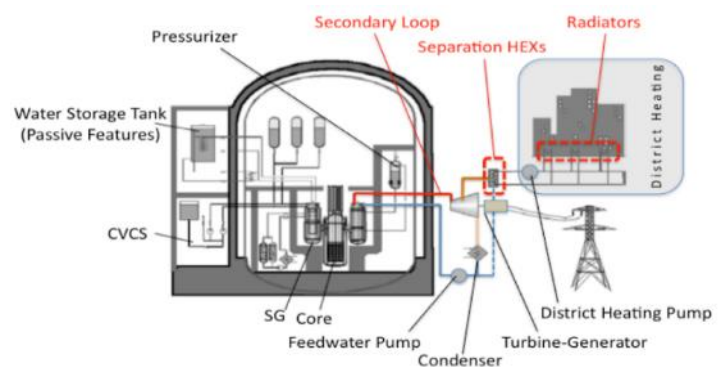 Secondary Loop
Pressurizer
Separation HEXs
Radiators
Water Storage Tank
(Passive Features)
District Heating
CVCS
SG
Core
Feedwater Pump
Condenser
Turbine-Generator
District Heating Pump